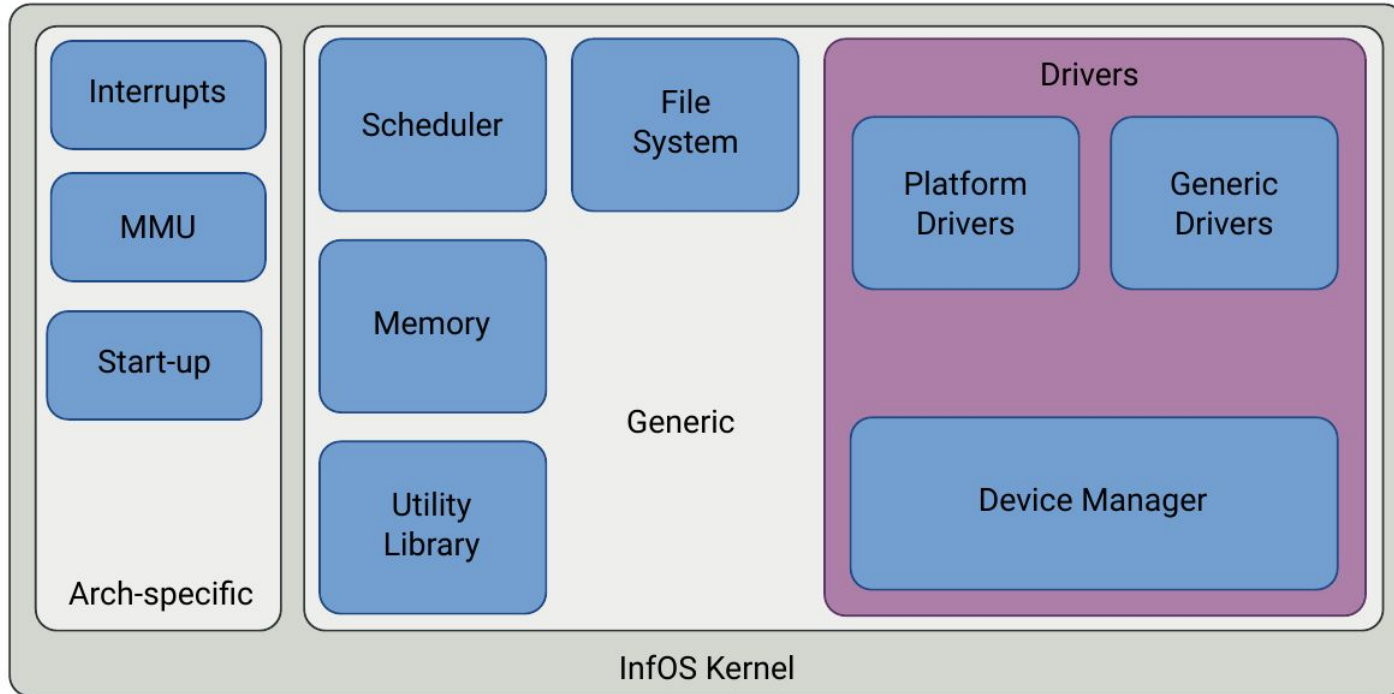 Interrupts
MMU
Start-up
Arch-specific
Scheduler
File
System
Memory
Generic
Utility
Library
Drivers
Platform
Drivers
Generic
Drivers
Device Manager
InfOS Kernel